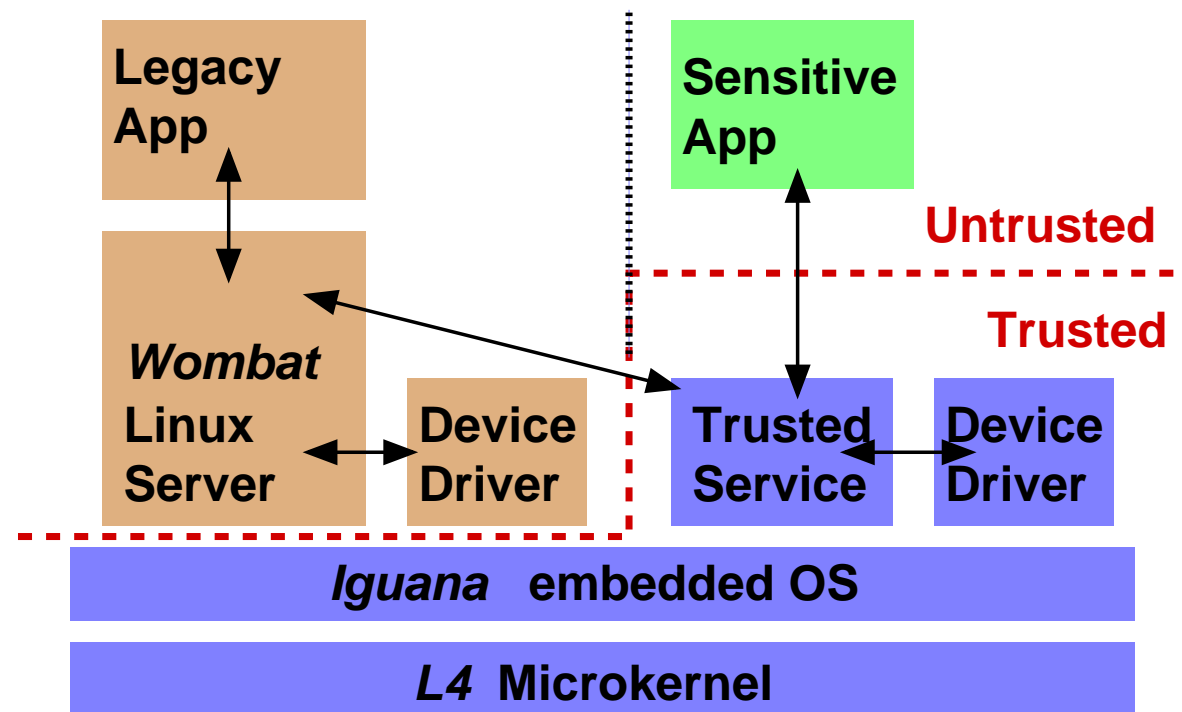 Legacy
App
Sensitive
App
Untrusted
Trusted
Wombat
Linux
Server
Device
Driver
Trusted
Service
Device
Driver
Iguana embedded OS
L4 Microkernel